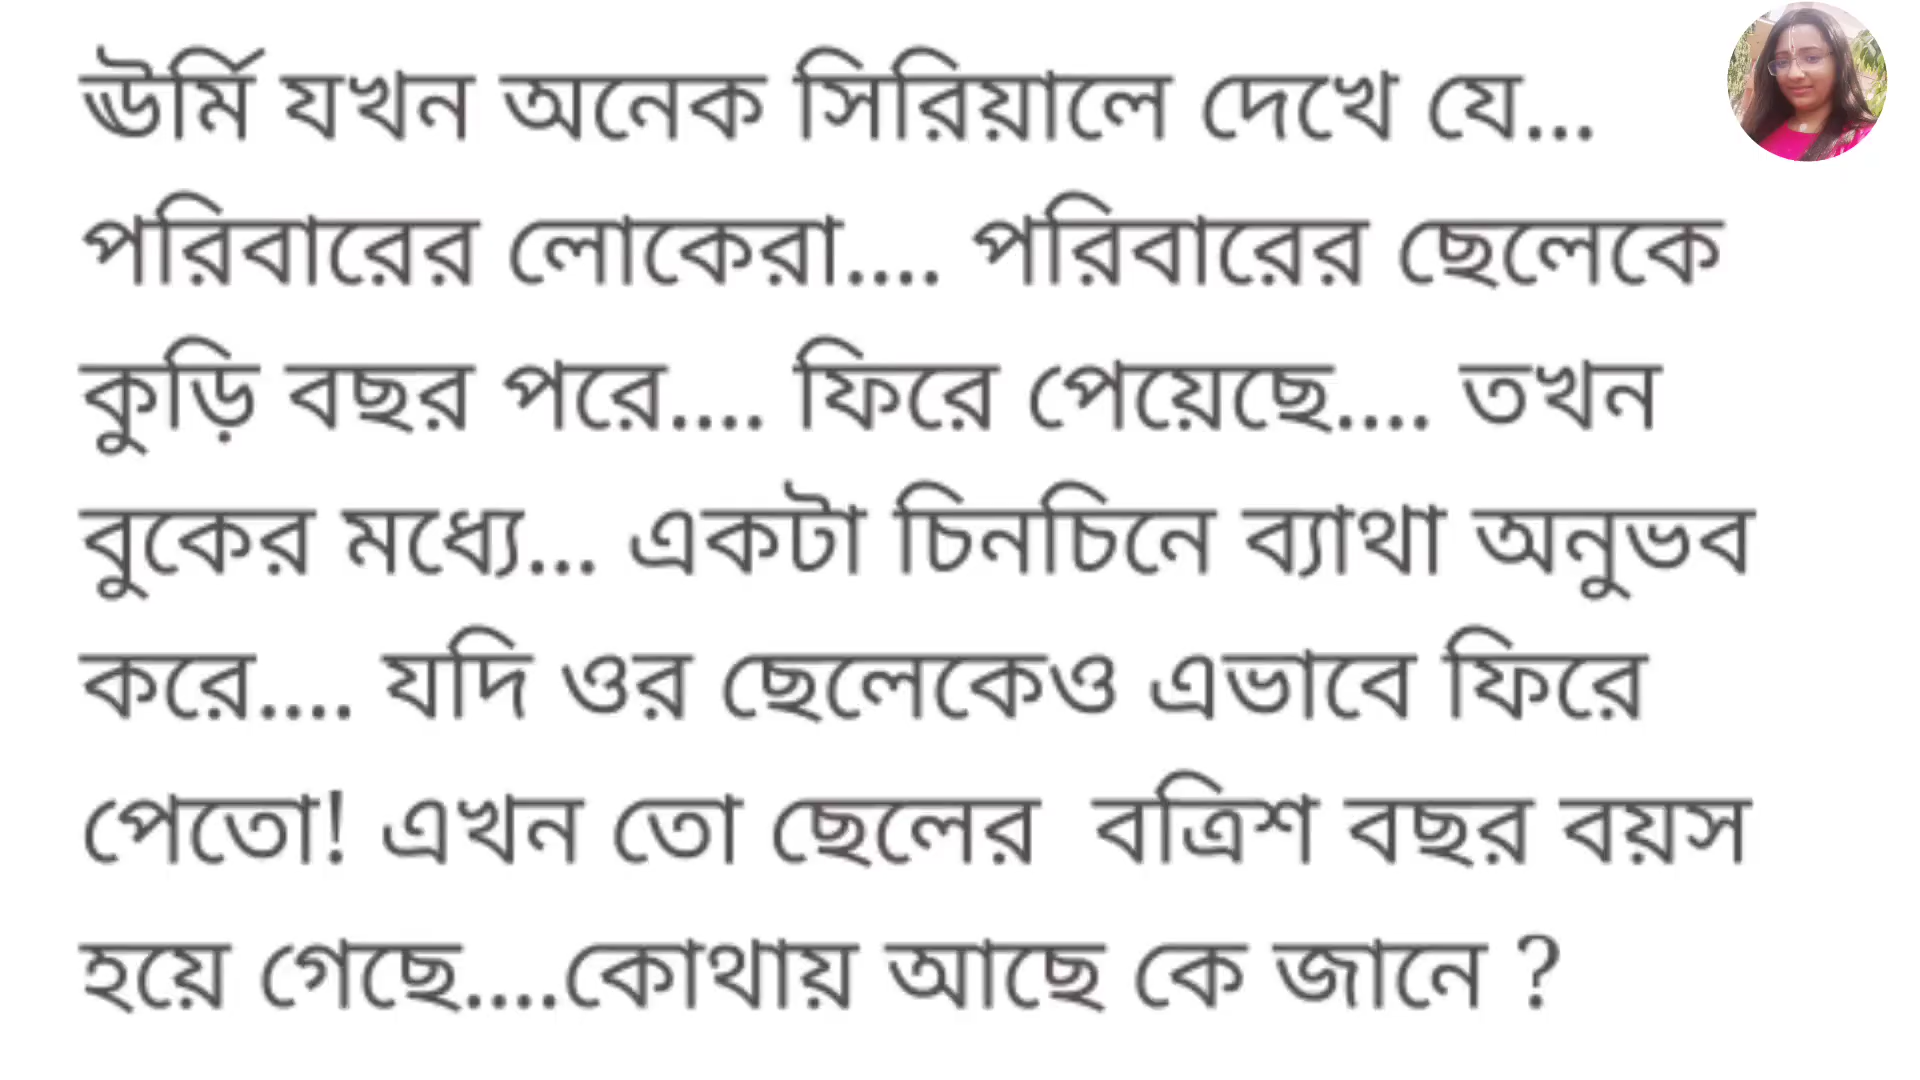 ঊর্মি যখন অনেক সিরিয়ালে দেখে যে...
পরিবারের লোকেরা.... পরিবারের ছেলেকে
কুড়ি বছর পরে.... ফিরে পেয়েছে.... তখন
বুকের মধ্যে... একটা চিনচিনে ব্যাথা অনুভব
করে.... যদি ওর ছেলেকেও এভাবে ফিরে
পেতো! এখন তো ছেলের  বত্রিশ বছর বয়স
হয়ে গেছে....কোথায় আছে কে জানে ?